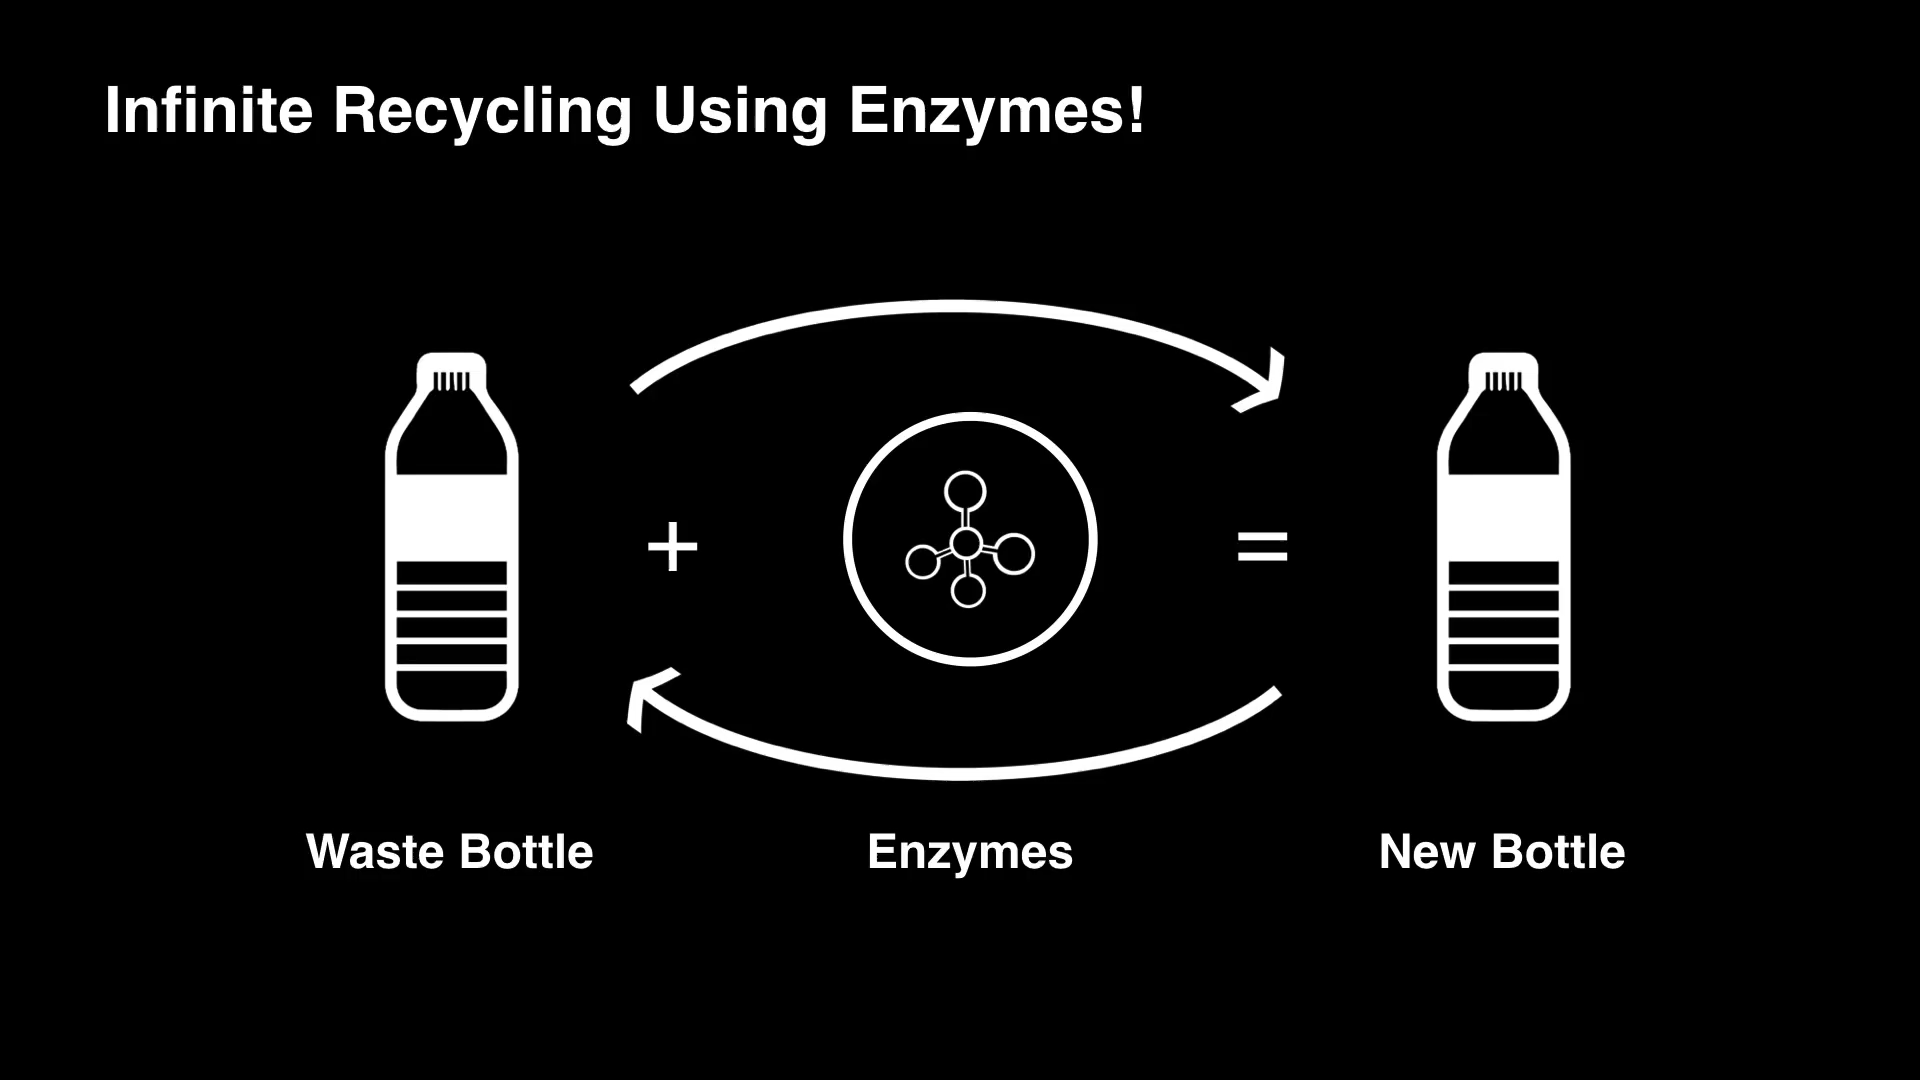 Infinite Recycling Using Enzymes!
+
=
Waste Bottle
Enzymes
New Bottle